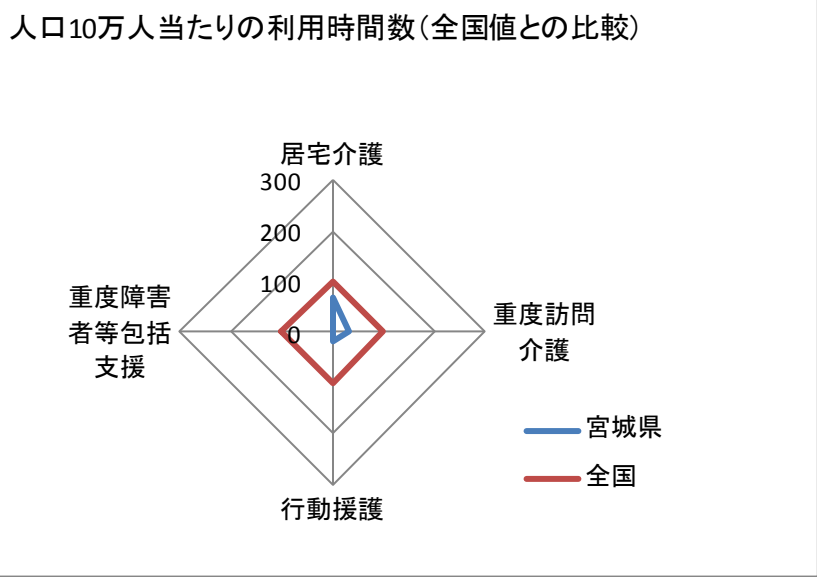 人口10万人当たりの利用時間数（全国値との比較）
居宅介護
300
200
100
0
重度障害
者等包括
支援
重度訪問
介護
行動援護
宮城県
全国